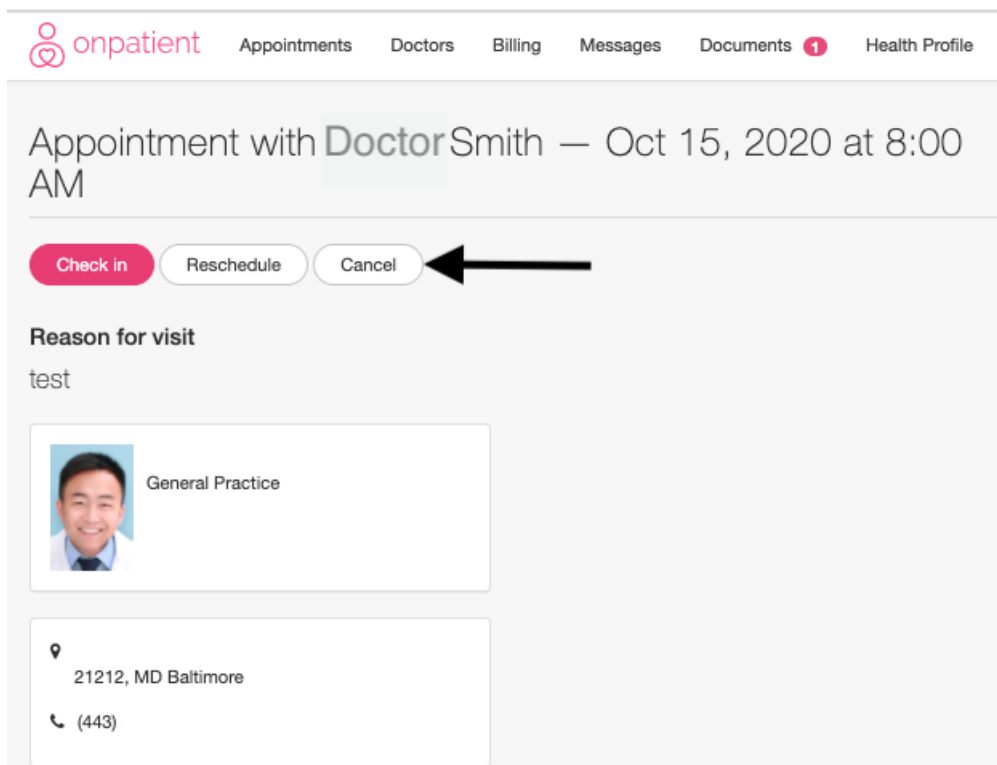 onpatient Appointments Doctors Billing Messages Documents 1 Health Profile
Appointment with Doctor Smith — Oct 15, 2020 at 8:00
AM
Check in Reschedule Cancel
Reason for visit
test
General Practice
21212, MD Baltimore
(443)